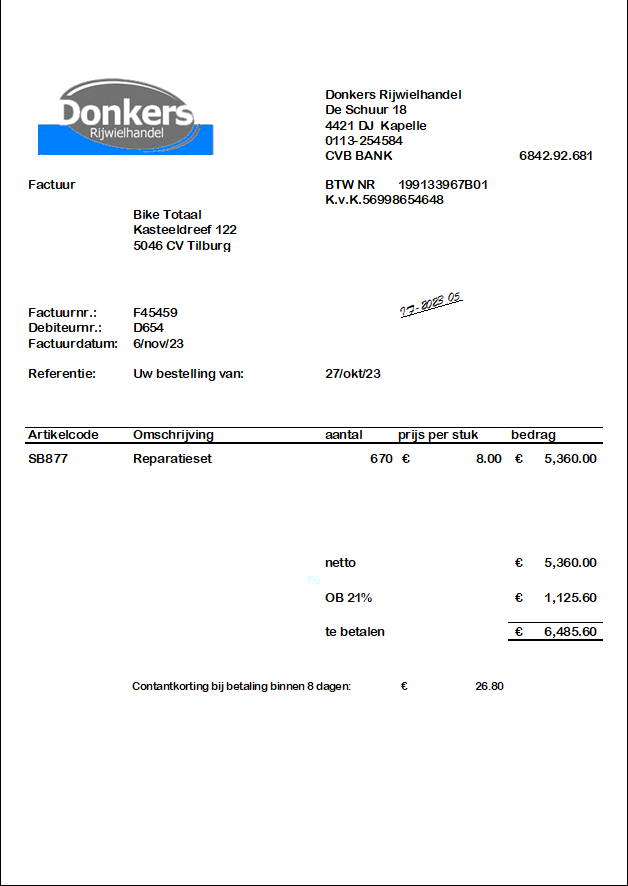 Donkers
Rijwielhandel
Donkers Rijwielhandel
De Schuur 18
4421 DJ Kapelle
0113-254584
CVB BANK 6842.92.681
Factuur BTW NR 199133967B01
K.v.K.56998654648
Bike Totaal
Kasteeldreef 122
5046 CV Tilburg
17-2023 05
Factuurnr.: F45459
Debiteurnr.: D654
Factuurdatum: 6/nov/23
Referentie: Uw bestelling van: 27/okt/23
Artikelcode Omschrijving aantal prijs per stuk bedrag
SB877 Reparatieset 670 € 8.00 € 5,360.00
netto € 5,360.00
1%
OB 21% € 1,125.60
te betalen € 6,485.60
Contantkorting bij betaling binnen 8 dagen: € 26.80